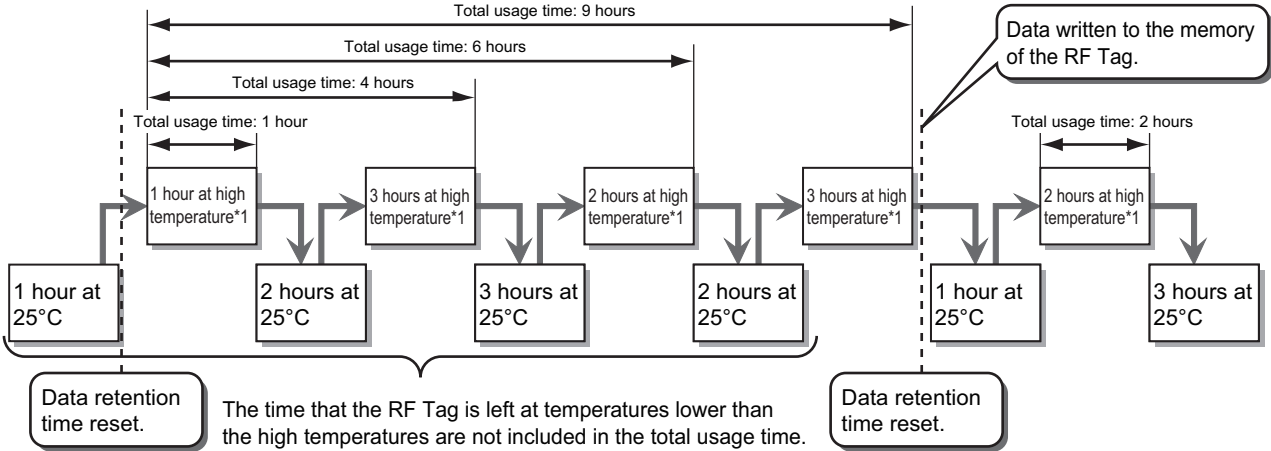 Total usage time: 9 hours
Data written to the memory
of the RF Tag.
Total usage time: 6 hours
Total usage time: 4 hours
Total usage time: 1 hour
Total usage time: 2 hours
1 hour at high
temperature*1
3 hours at high
temperature*1
2 hours at high
temperature*1
3 hours at high
temperature*1
2 hours at high
temperature*1
1 hour at
25°C
2 hours at
25°C
3 hours at
25°C
2 hours at
25°C
1 hour at
25°C
3 hours at
25°C
Data retention
time reset.
The time that the RF Tag is left at temperatures lower than
the high temperatures are not included in the total usage time.
Data retention
time reset.